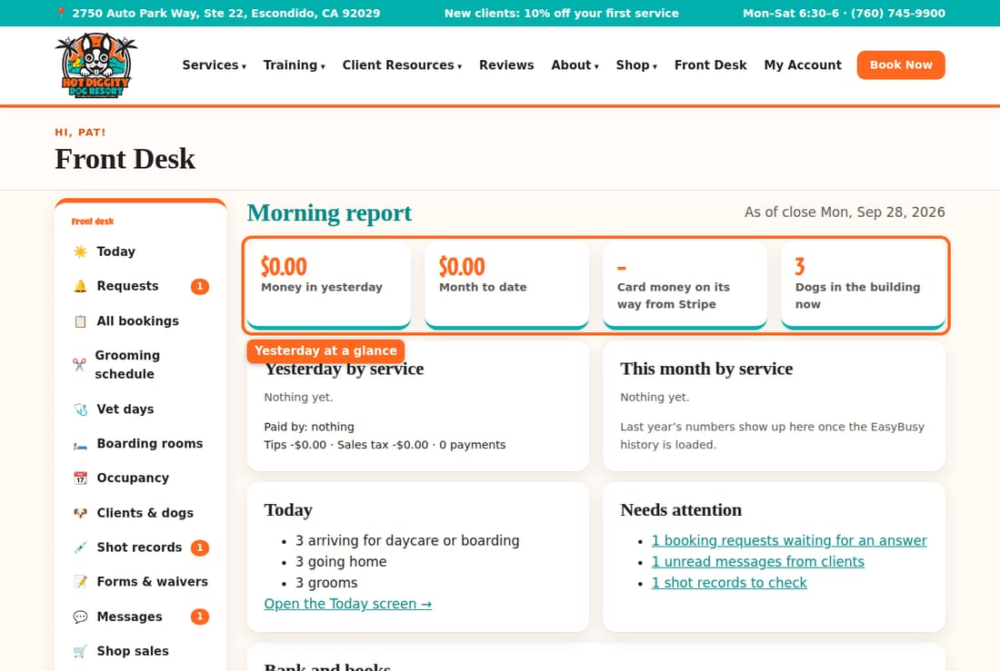 📍 2750 Auto Park Way, Ste 22, Escondido, CA 92029
New clients: 10% off your first service
Mon–Sat 6:30–6 · (760) 745-9900
HOT DIGGITY
DOG RESORT
Services ▾
Training ▾
Client Resources ▾
Reviews
About ▾
Shop ▾
Front Desk
My Account
Book Now
HI, PAT!
Front Desk
Front desk
☀️ Today
🔔 Requests 1
📋 All bookings
✂️ Grooming
schedule
🩺 Vet days
🛏️ Boarding rooms
📆 Occupancy
🐶 Clients & dogs
💉 Shot records 1
📝 Forms & waivers
💬 Messages 1
🛒 Shop sales
Morning report
As of close Mon, Sep 28, 2026
$0.00
Money in yesterday
$0.00
Month to date
–
Card money on its
way from Stripe
3
Dogs in the building
now
Yesterday at a glance
Yesterday by service
Nothing yet.
Paid by: nothing
Tips -$0.00 · Sales tax -$0.00 · 0 payments
This month by service
Nothing yet.
Last year’s numbers show up here once the EasyBusy
history is loaded.
Today
• 3 arriving for daycare or boarding
• 3 going home
• 3 grooms
Open the Today screen →
Needs attention
• 1 booking requests waiting for an answer
• 1 unread messages from clients
• 1 shot records to check
Bank and books